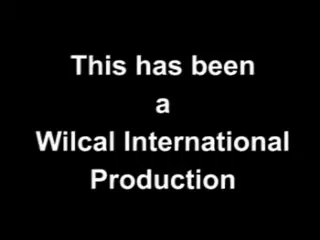 This has been
a
Wilcal International
Production